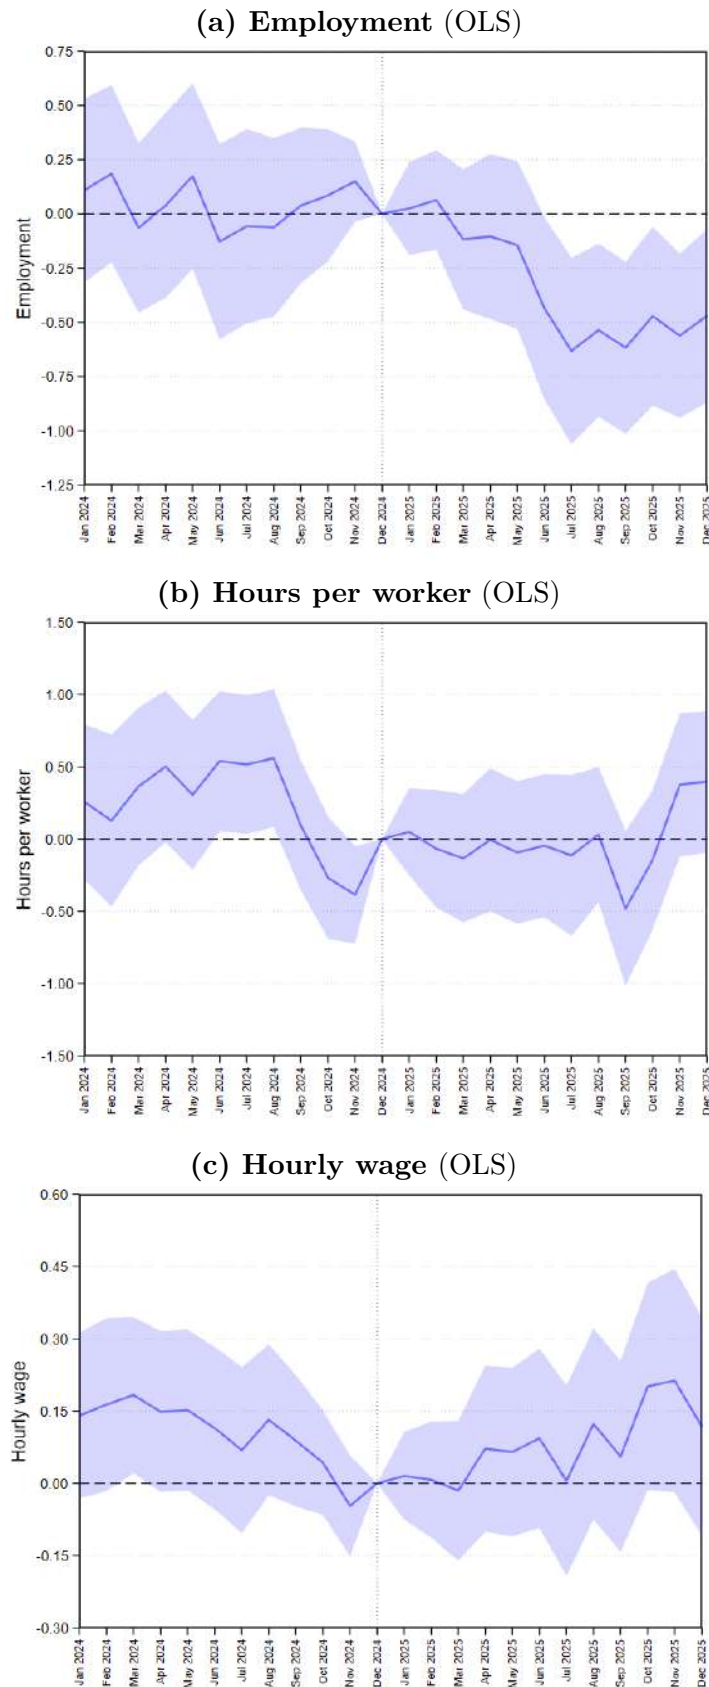 (a) Employment (OLS)
0.75
0.50
0.25
0.00
-0.25
-0.50
-0.75
-1.00
-1.25
Employment
Jan 2024
Feb 2024
Mar 2024
Apr 2024
May 2024
Jun 2024
Jul 2024
Aug 2024
Sep 2024
Oct 2024
Nov 2024
Dec 2024
Jan 2025
Feb 2025
Mar 2025
Apr 2025
May 2025
Jun 2025
Jul 2025
Aug 2025
Sep 2025
Oct 2025
Nov 2025
Dec 2025
(b) Hours per worker (OLS)
1.50
1.00
0.50
0.00
-0.50
-1.00
-1.50
Hours per worker
Jan 2024
Feb 2024
Mar 2024
Apr 2024
May 2024
Jun 2024
Jul 2024
Aug 2024
Sep 2024
Oct 2024
Nov 2024
Dec 2024
Jan 2025
Feb 2025
Mar 2025
Apr 2025
May 2025
Jun 2025
Jul 2025
Aug 2025
Sep 2025
Oct 2025
Nov 2025
Dec 2025
(c) Hourly wage (OLS)
0.60
0.45
0.30
0.15
0.00
-0.15
-0.30
Hourly wage
Jan 2024
Feb 2024
Mar 2024
Apr 2024
May 2024
Jun 2024
Jul 2024
Aug 2024
Sep 2024
Oct 2024
Nov 2024
Dec 2024
Jan 2025
Feb 2025
Mar 2025
Apr 2025
May 2025
Jun 2025
Jul 2025
Aug 2025
Sep 2025
Oct 2025
Nov 2025
Dec 2025